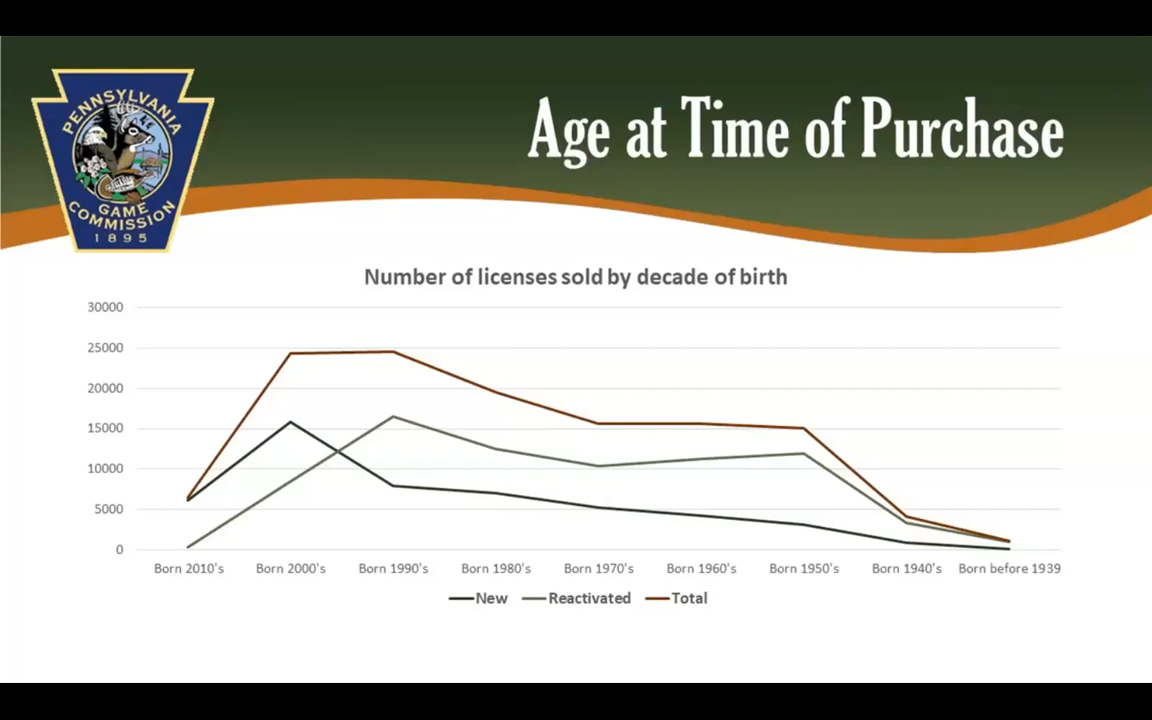 PENNSYLVANIA
GAME
COMMISSION
1895
Age at Time of Purchase
Number of licenses sold by decade of birth
30000
25000
20000
15000
10000
5000
0
Born 2010's Born 2000's Born 1990's Born 1980's Born 1970's Born 1960's Born 1950's Born 1940's Born before 1939
New Reactivated Total